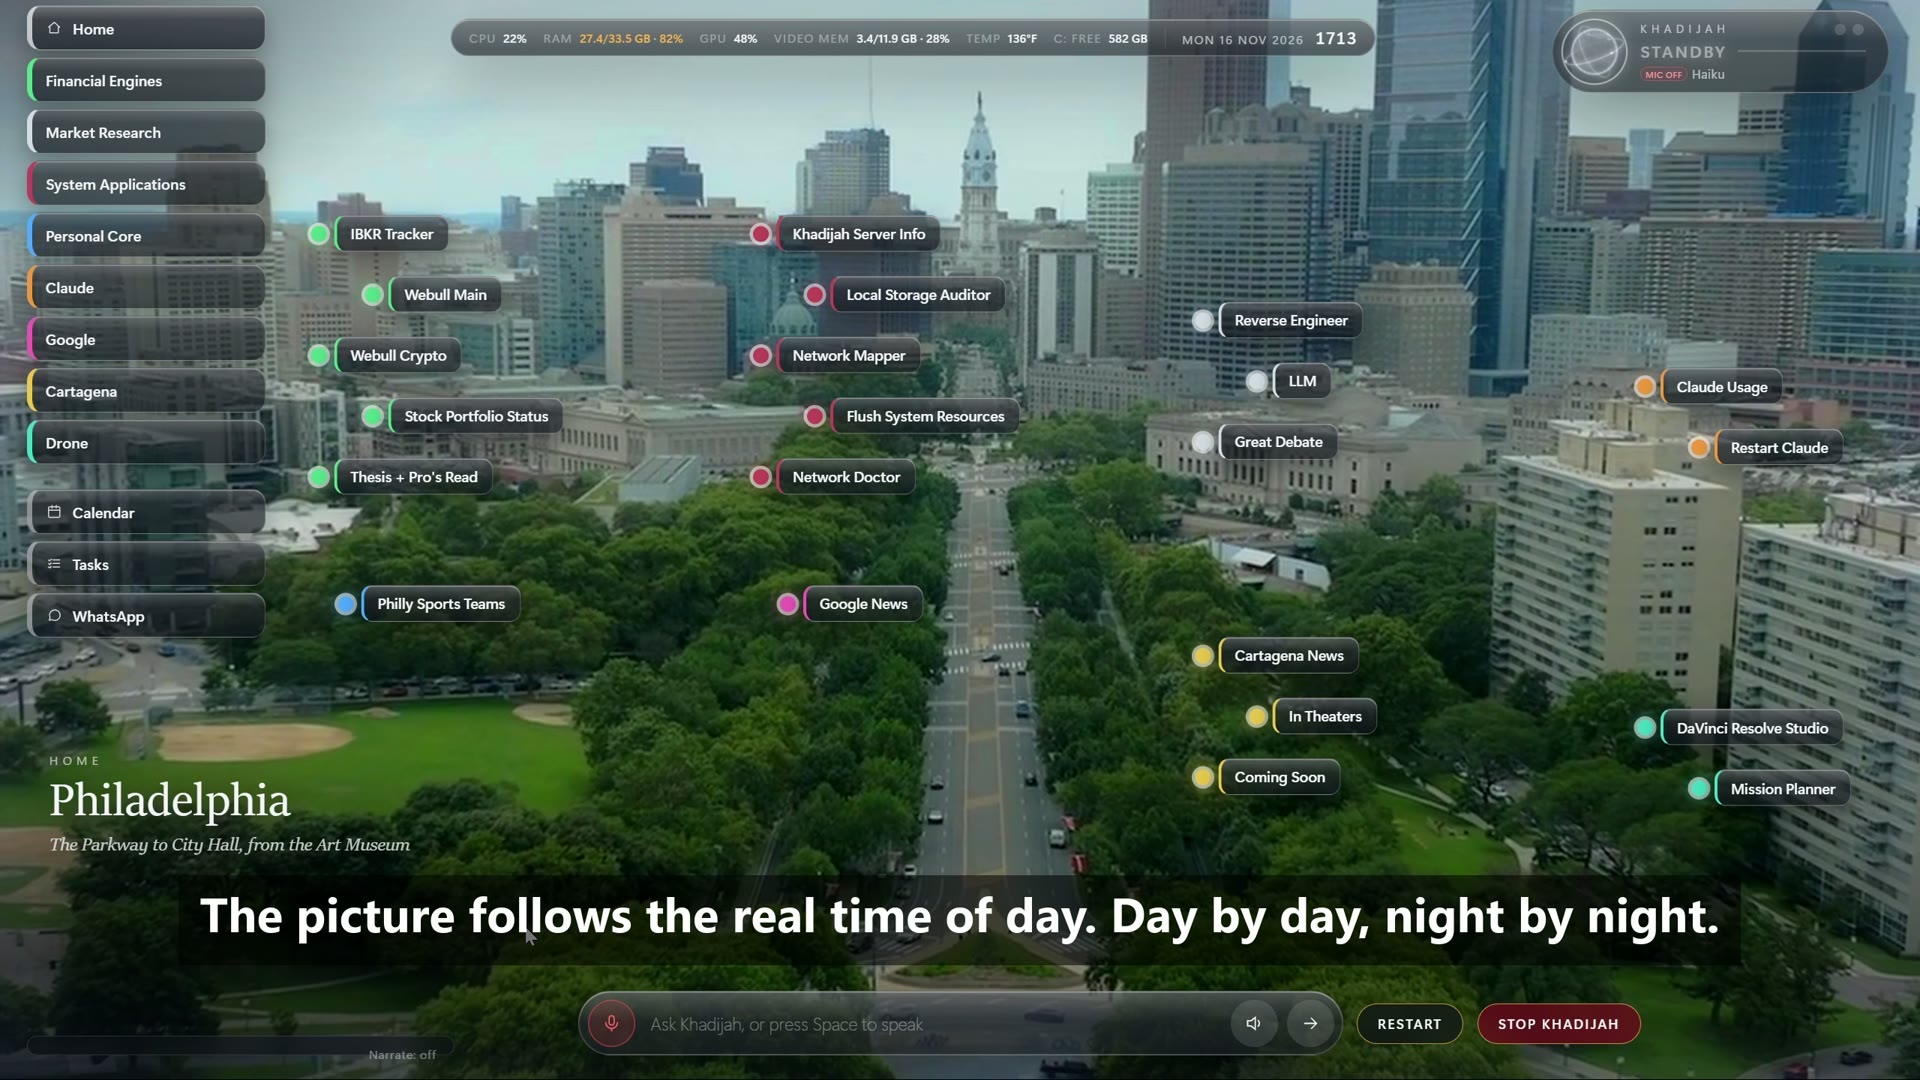 Home
Financial Engines
Market Research
System Applications
Personal Core
Claude
Google
Cartagena
Drone
Calendar
Tasks
WhatsApp
CPU 22% RAM 27.4/33.5 GB · 82% GPU 48% VIDEO MEM 3.4/11.9 GB · 28% TEMP 136°F C: FREE 582 GB MON 16 NOV 2026 1713
KHADIJAH
STANDBY
MIC OFF Haiku
IBKR Tracker
Webull Main
Webull Crypto
Stock Portfolio Status
Thesis + Pro's Read
Khadijah Server Info
Local Storage Auditor
Network Mapper
Flush System Resources
Network Doctor
Reverse Engineer
LLM
Great Debate
Claude Usage
Restart Claude
Philly Sports Teams
Google News
Cartagena News
In Theaters
Coming Soon
DaVinci Resolve Studio
Mission Planner
HOME
Philadelphia
The Parkway to City Hall, from the Art Museum
The picture follows the real time of day. Day by day, night by night.
Ask Khadijah, or press Space to speak
RESTART
STOP KHADIJAH
Narrate: off